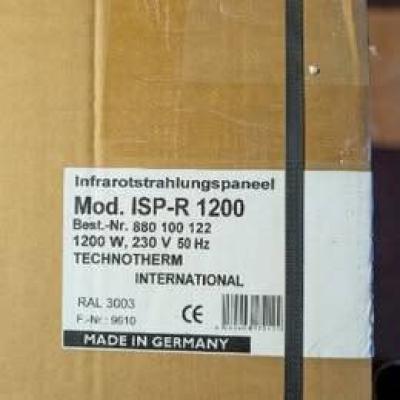 Infrarotstrahlungspaneel
Mod. ISP-R 1200
Best.-Nr. 880 100 122
1200 W, 230 V 50 Hz
TECHNOTHERM
INTERNATIONAL
RAL 3003
CE
F.-Nr.: 9610
MADE IN GERMANY